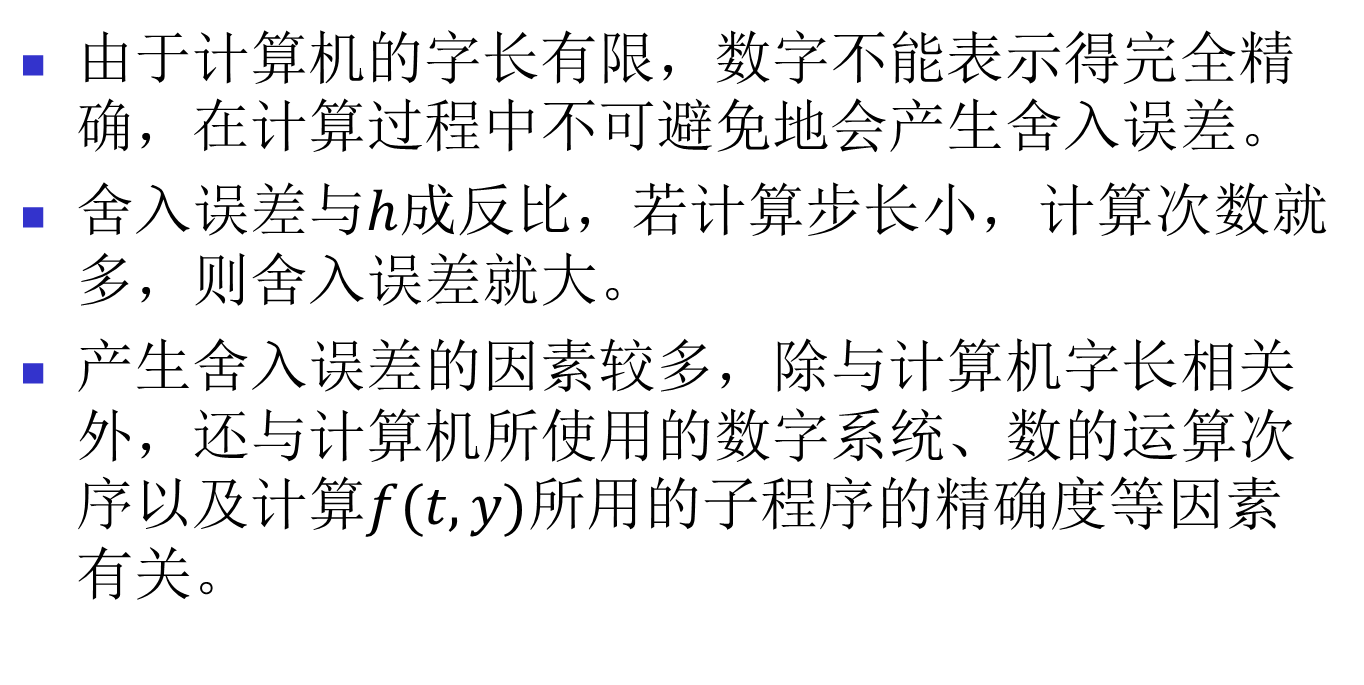 ▪ 由于计算机的字长有限，数字不能表示得完全精
确，在计算过程中不可避免地会产生舍入误差。
▪ 舍入误差与h成反比，若计算步长小，计算次数就
多，则舍入误差就大。
▪ 产生舍入误差的因素较多，除与计算机字长相关
外，还与计算机所使用的数字系统、数的运算次
序以及计算f(t, y)所用的子程序的精确度等因素
有关。